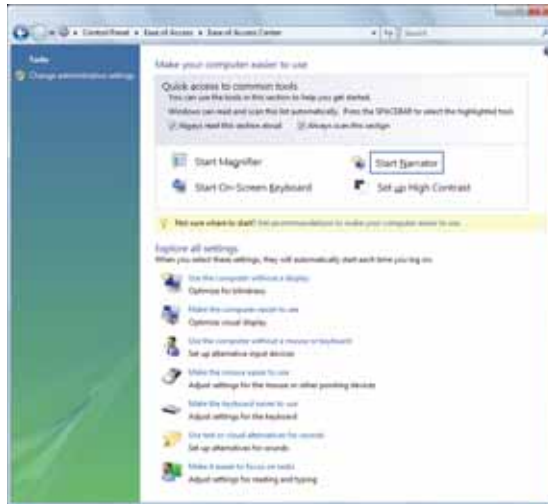 Control Panel ▸ Ease of Access ▸ Ease of Access Center
Search
Tasks
Change administrative settings
Make your computer easier to use
Quick access to common tools
You can use the tools in this section to help you get started.
Windows can read and scan this list automatically. Press the SPACEBAR to select the highlighted tool.
Always read this section aloud Always scan this section
Start Magnifier Start Narrator
Start On-Screen Keyboard Set up High Contrast
Not sure where to start? Get recommendations to make your computer easier to use
Explore all settings
When you select these settings, they will automatically start each time you log on.
Use the computer without a display
Optimize for blindness
Make the computer easier to see
Optimize visual display
Use the computer without a mouse or keyboard
Set up alternative input devices
Make the mouse easier to use
Adjust settings for the mouse or other pointing devices
Make the keyboard easier to use
Adjust settings for the keyboard
Use text or visual alternatives for sounds
Set up alternatives for sounds
Make it easier to focus on tasks
Adjust settings for reading and typing